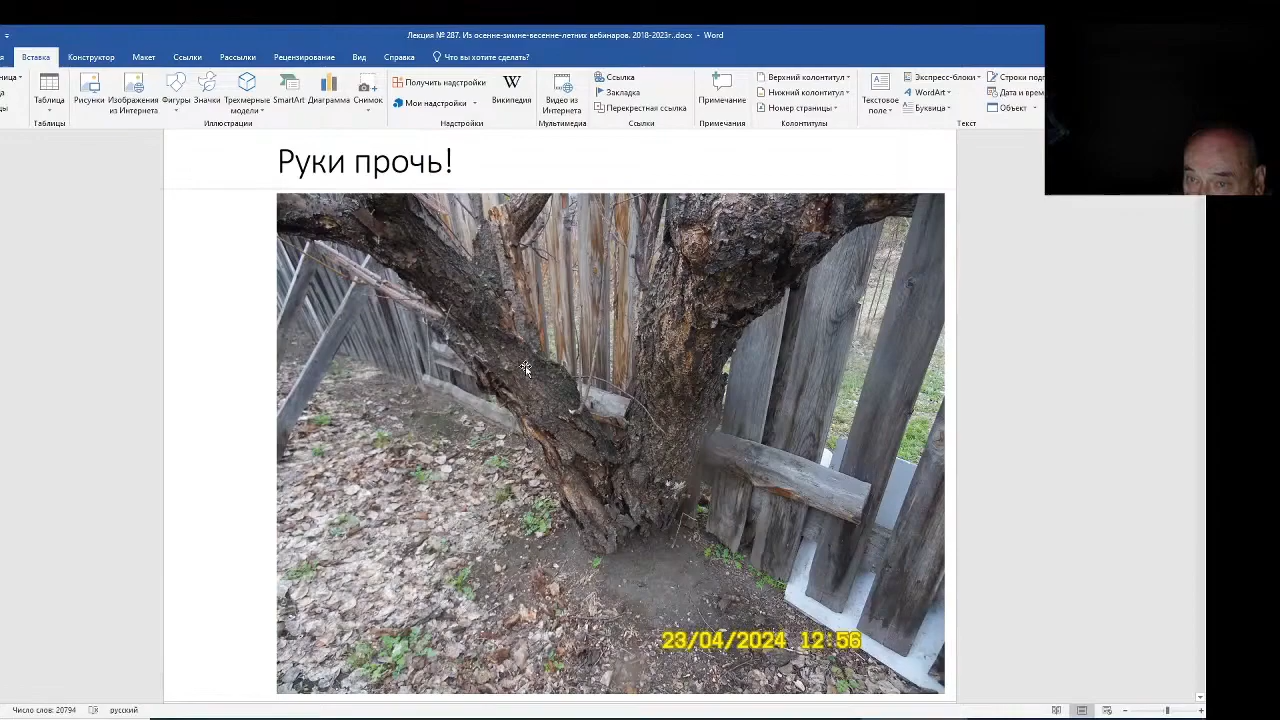 Лекция № 287. Из осенне-зимне-весенне-летних вебинаров. 2018-2023г..docx - Word
Вставка Конструктор Макет Ссылки Рассылки Рецензирование Вид Справка Что вы хотите сделать?
Таблица
Таблицы
Рисунки
Изображения из Интернета
Фигуры
Значки
Трехмерные модели
SmartArt
Диаграмма
Снимок
Иллюстрации
Получить надстройки
Мои надстройки
Википедия
Надстройки
Видео из Интернета
Мультимедиа
Ссылка
Закладка
Перекрестная ссылка
Ссылки
Примечание
Примечания
Верхний колонтитул
Нижний колонтитул
Номер страницы
Колонтитулы
Текстовое поле
Экспресс-блоки
WordArt
Буквица
Объект
Текст
Руки прочь!
23/04/2024 12:56
Число слов: 20794 русский